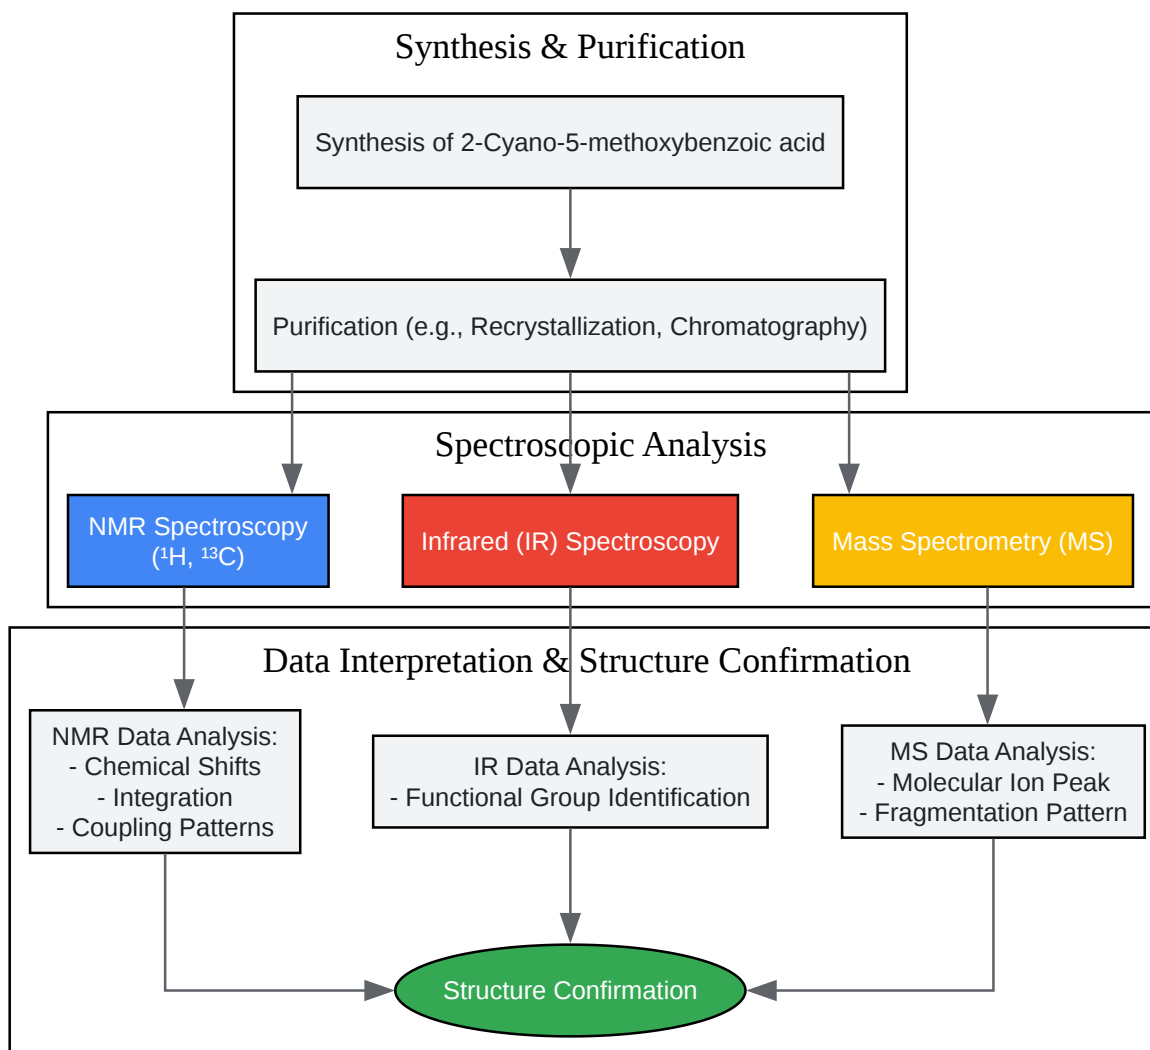 Synthesis & Purification
Synthesis of 2-Cyano-5-methoxybenzoic acid
Purification (e.g., Recrystallization, Chromatography)
Spectroscopic Analysis
NMR Spectroscopy
(¹H, ¹³C)
Infrared (IR) Spectroscopy
Mass Spectrometry (MS)
Data Interpretation & Structure Confirmation
NMR Data Analysis:
- Chemical Shifts
- Integration
- Coupling Patterns
IR Data Analysis:
- Functional Group Identification
MS Data Analysis:
- Molecular Ion Peak
- Fragmentation Pattern
Structure Confirmation